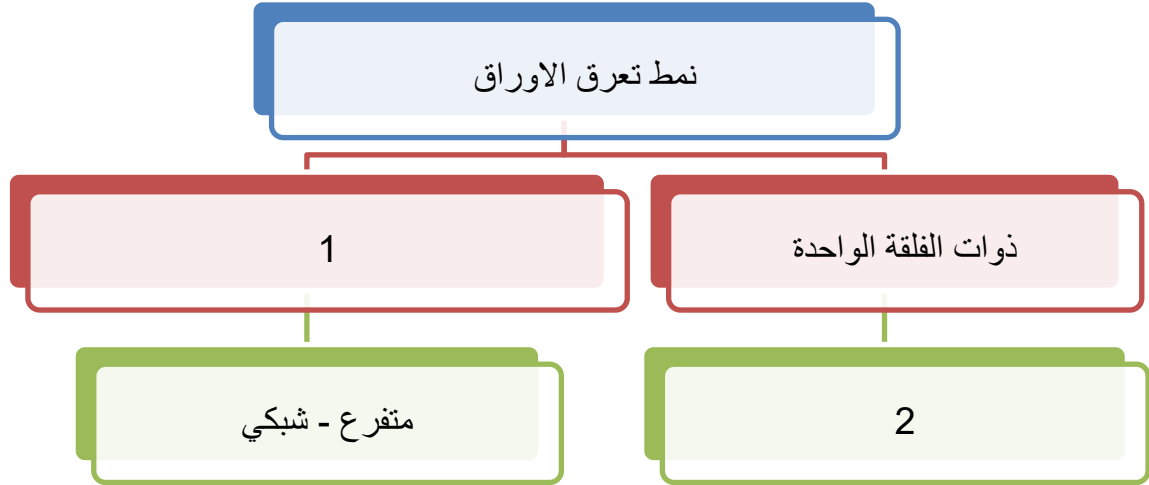 نمط تعرق الاوراق
ذوات الفلقة الواحدة
1
2
متفرع - شبكي